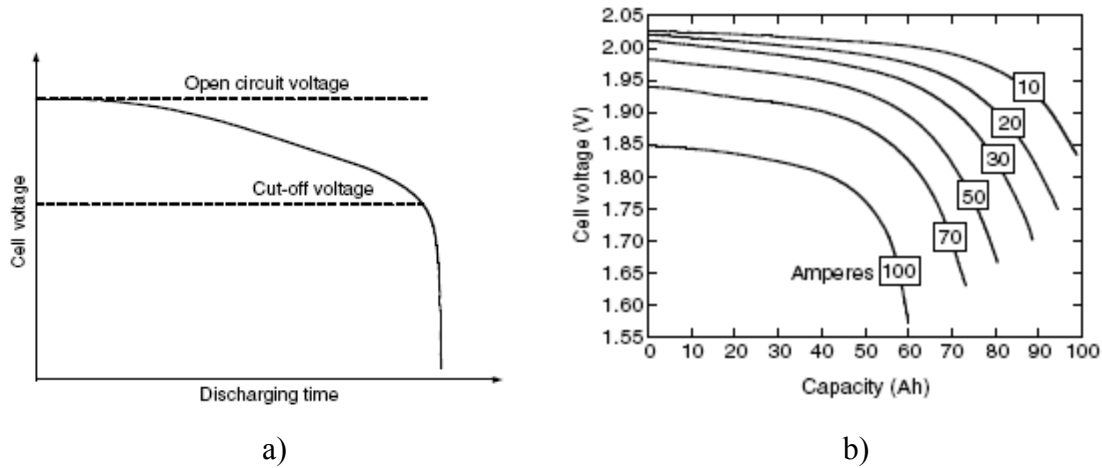 Open circuit voltage
Cut-off voltage
Cell voltage
Discharging time
a)
2.05
2.00
1.95
1.90
1.85
1.80
1.75
1.70
1.65
1.60
1.55
Cell voltage (V)
10
20
30
50
70
Amperes 100
0 10 20 30 40 50 60 70 80 90 100
Capacity (Ah)
b)